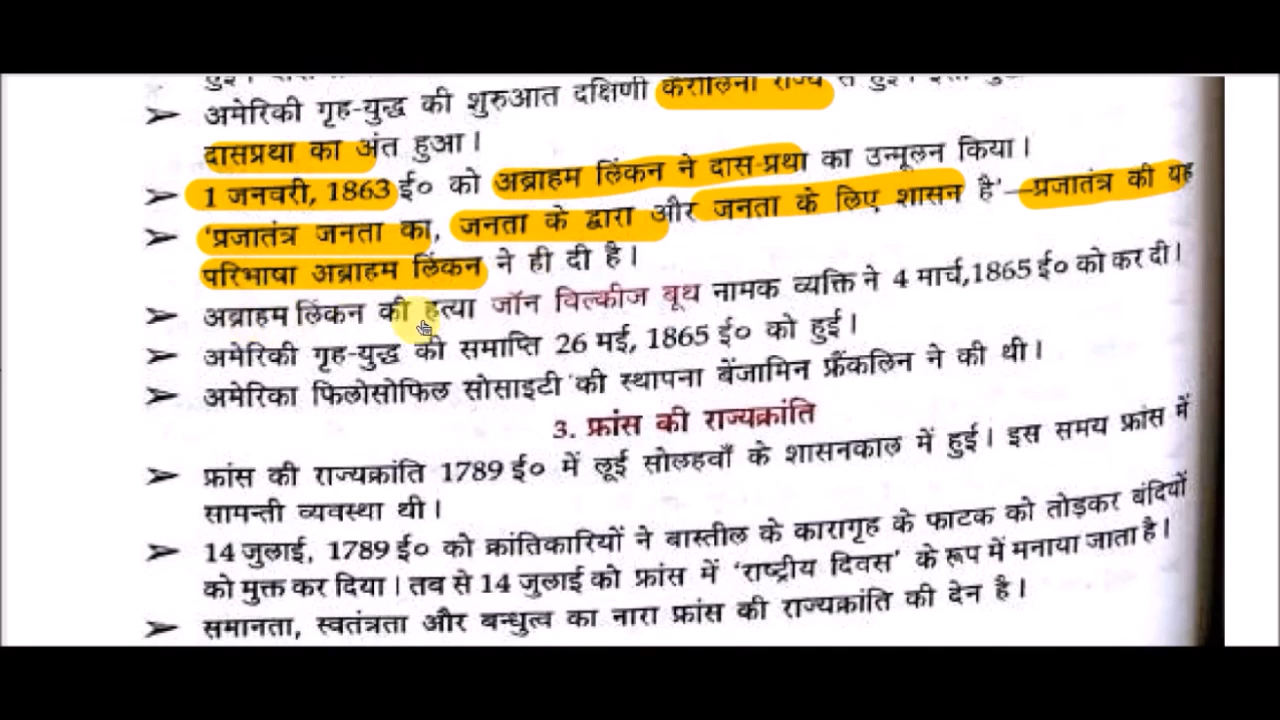 ➤ अमेरिकी गृह-युद्ध की शुरुआत दक्षिणी कैरोलिना राज्य से हुई।
दासप्रथा का अंत हुआ।
➤ 1 जनवरी, 1863 ई० को अब्राहम लिंकन ने दास-प्रथा का उन्मूलन किया।
➤ 'प्रजातंत्र जनता का, जनता के द्वारा और जनता के लिए शासन है'—प्रजातंत्र की यह
परिभाषा अब्राहम लिंकन ने ही दी है।
➤ अब्राहम लिंकन की हत्या जॉन विल्कीज बूथ नामक व्यक्ति ने 4 मार्च,1865 ई० को कर दी।
➤ अमेरिकी गृह-युद्ध की समाप्ति 26 मई, 1865 ई० को हुई।
➤ अमेरिका फिलोसोफिल सोसाइटी की स्थापना बेंजामिन फ्रैंकलिन ने की थी।
3. फ्रांस की राज्यक्रांति
➤ फ्रांस की राज्यक्रांति 1789 ई० में लूई सोलहवाँ के शासनकाल में हुई। इस समय फ्रांस में
सामन्ती व्यवस्था थी।
➤ 14 जुलाई, 1789 ई० को क्रांतिकारियों ने बास्तील के कारागृह के फाटक को तोड़कर बंदियों
को मुक्त कर दिया। तब से 14 जुलाई को फ्रांस में 'राष्ट्रीय दिवस' के रूप में मनाया जाता है।
➤ समानता, स्वतंत्रता और बन्धुत्व का नारा फ्रांस की राज्यक्रांति की देन है।